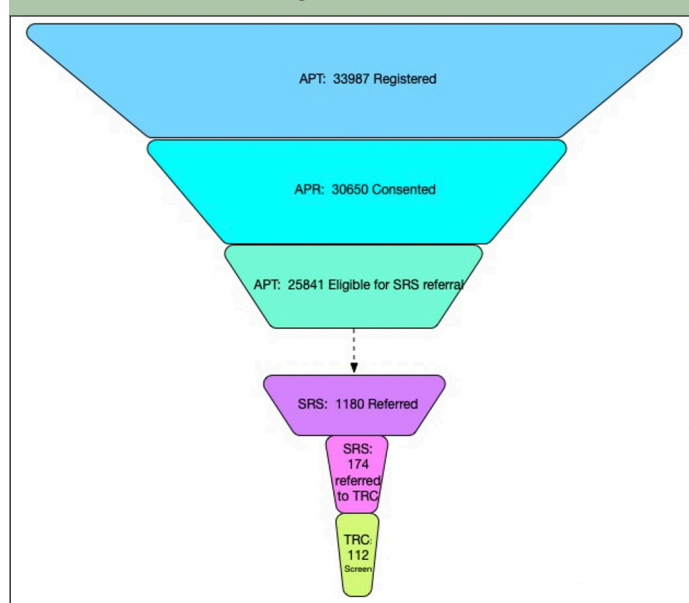 APT: 33987 Registered
APR: 30650 Consented
APT: 25841 Eligible for SRS referral
SRS: 1180 Referred
SRS:
174
referred
to TRC
TRC:
112
Screen